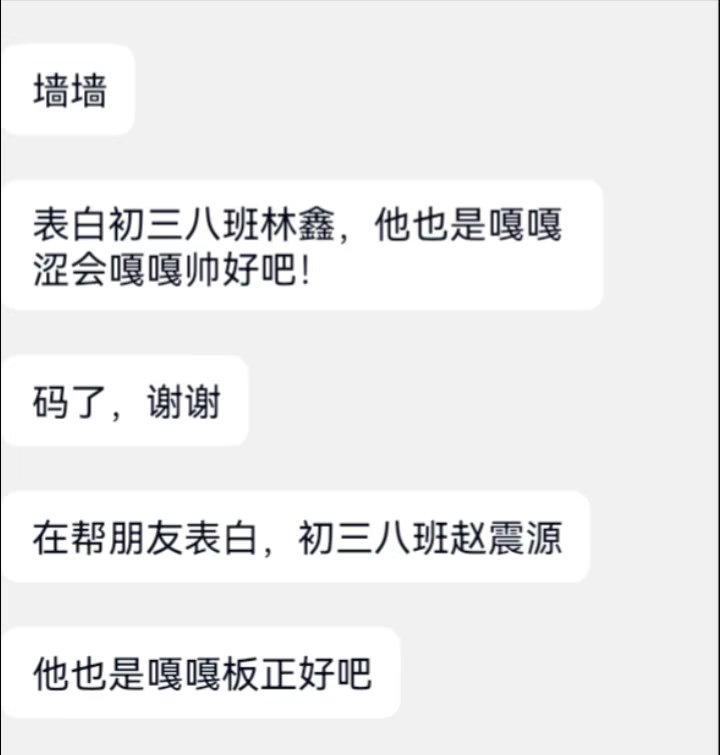 墙墙
表白初三八班林鑫，他也是嘎嘎
涩会嘎嘎帅好吧！
码了，谢谢
在帮朋友表白，初三八班赵震源
他也是嘎嘎板正好吧